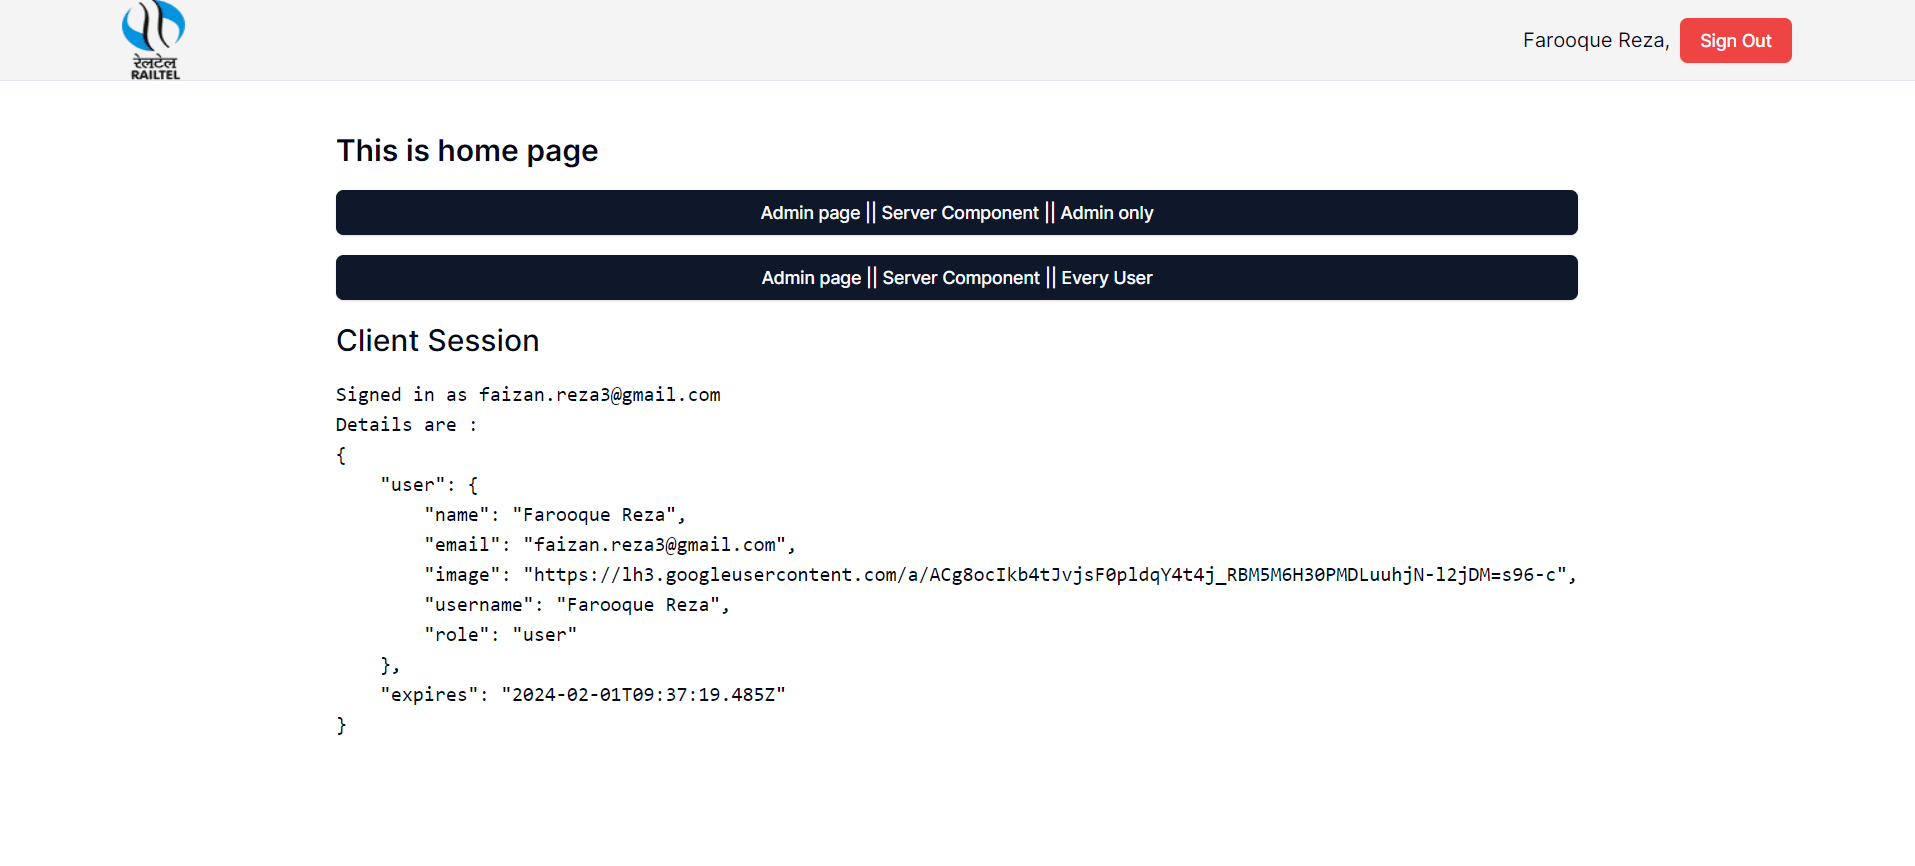 रेलटेल
RAILTEL
Farooque Reza,
Sign Out
This is home page
Admin page || Server Component || Admin only
Admin page || Server Component || Every User
Client Session
Signed in as faizan.reza3@gmail.com
Details are :
{
    "user": {
        "name": "Farooque Reza",
        "email": "faizan.reza3@gmail.com",
        "image": "https://lh3.googleusercontent.com/a/ACg8ocIkb4tJvjsF0pldqY4t4j_RBM5M6H30PMDLuuhjN-l2jDM=s96-c",
        "username": "Farooque Reza",
        "role": "user"
    },
    "expires": "2024-02-01T09:37:19.485Z"
}